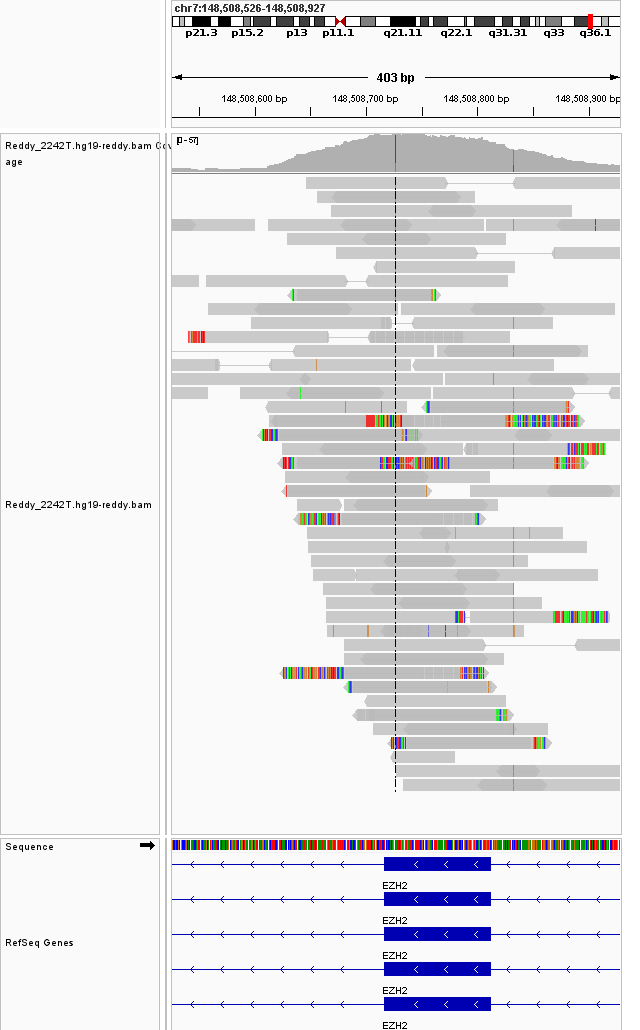 chr7:148,508,526-148,508,927
p21.3 p15.2 p13 p11.1 q21.11 q22.1 q31.31 q33 q36.1
403 bp
148,508,600 bp 148,508,700 bp 148,508,800 bp 148,508,900 bp
Reddy_2242T.hg19-reddy.bam Cov
age
[0-57]
Reddy_2242T.hg19-reddy.bam
Sequence
EZH2
EZH2
EZH2
RefSeq Genes
EZH2
EZH2